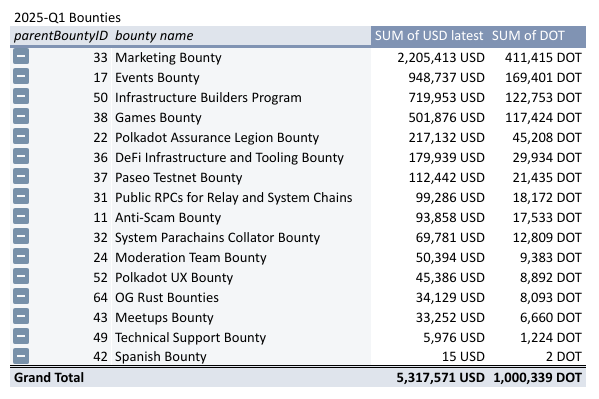 2025-Q1 Bounties
parentBountyID bounty name SUM of USD latest SUM of DOT
33 Marketing Bounty 2,205,413 USD 411,415 DOT
17 Events Bounty 948,737 USD 169,401 DOT
50 Infrastructure Builders Program 719,953 USD 122,753 DOT
38 Games Bounty 501,876 USD 117,424 DOT
22 Polkadot Assurance Legion Bounty 217,132 USD 45,208 DOT
36 DeFi Infrastructure and Tooling Bounty 179,939 USD 29,934 DOT
37 Paseo Testnet Bounty 112,442 USD 21,435 DOT
31 Public RPCs for Relay and System Chains 99,286 USD 18,172 DOT
11 Anti-Scam Bounty 93,858 USD 17,533 DOT
32 System Parachains Collator Bounty 69,781 USD 12,809 DOT
24 Moderation Team Bounty 50,394 USD 9,383 DOT
52 Polkadot UX Bounty 45,386 USD 8,892 DOT
64 OG Rust Bounties 34,129 USD 8,093 DOT
43 Meetups Bounty 33,252 USD 6,660 DOT
49 Technical Support Bounty 5,976 USD 1,224 DOT
42 Spanish Bounty 15 USD 2 DOT
Grand Total 5,317,571 USD 1,000,339 DOT